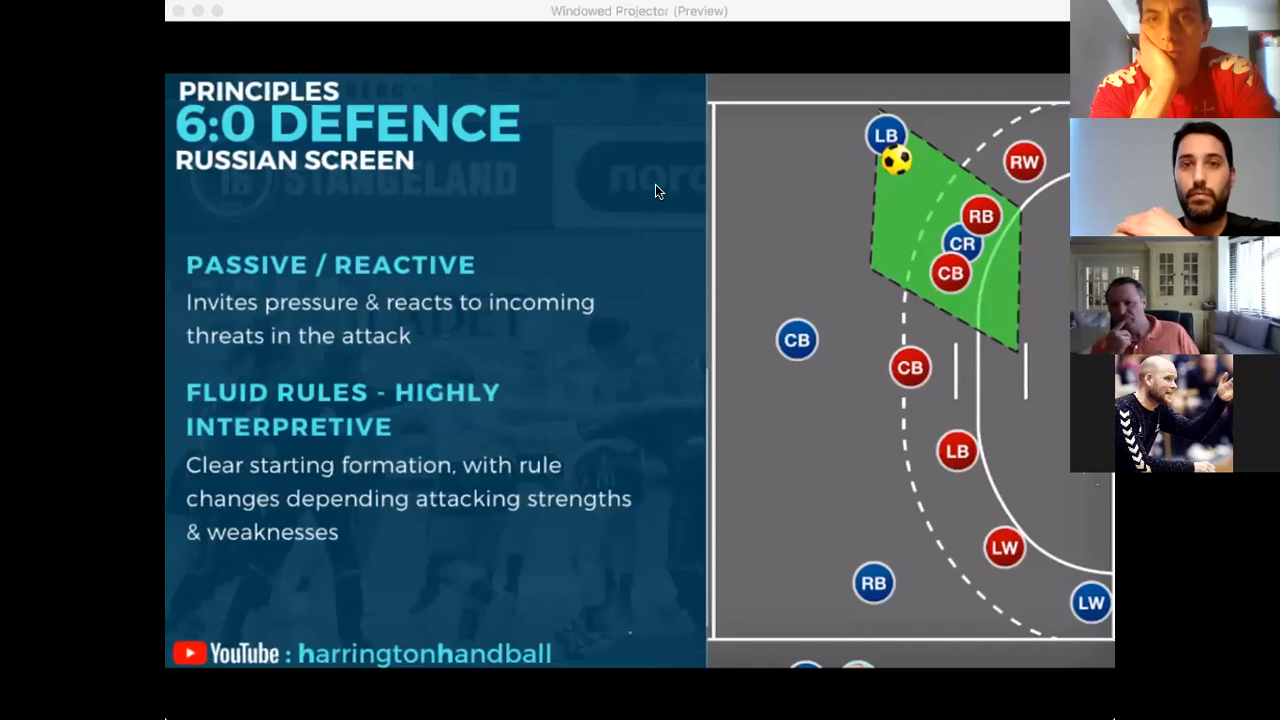 Windowed Projector (Preview)
PRINCIPLES
6:0 DEFENCE
RUSSIAN SCREEN
STANGELAND
PASSIVE / REACTIVE
Invites pressure & reacts to incoming
threats in the attack
FLUID RULES - HIGHLY
INTERPRETIVE
Clear starting formation, with rule
changes depending attacking strengths
& weaknesses
YouTube : harringtonhandball
LB
RW
RB
CR
CB
CB
CB
LB
LW
RB
LW